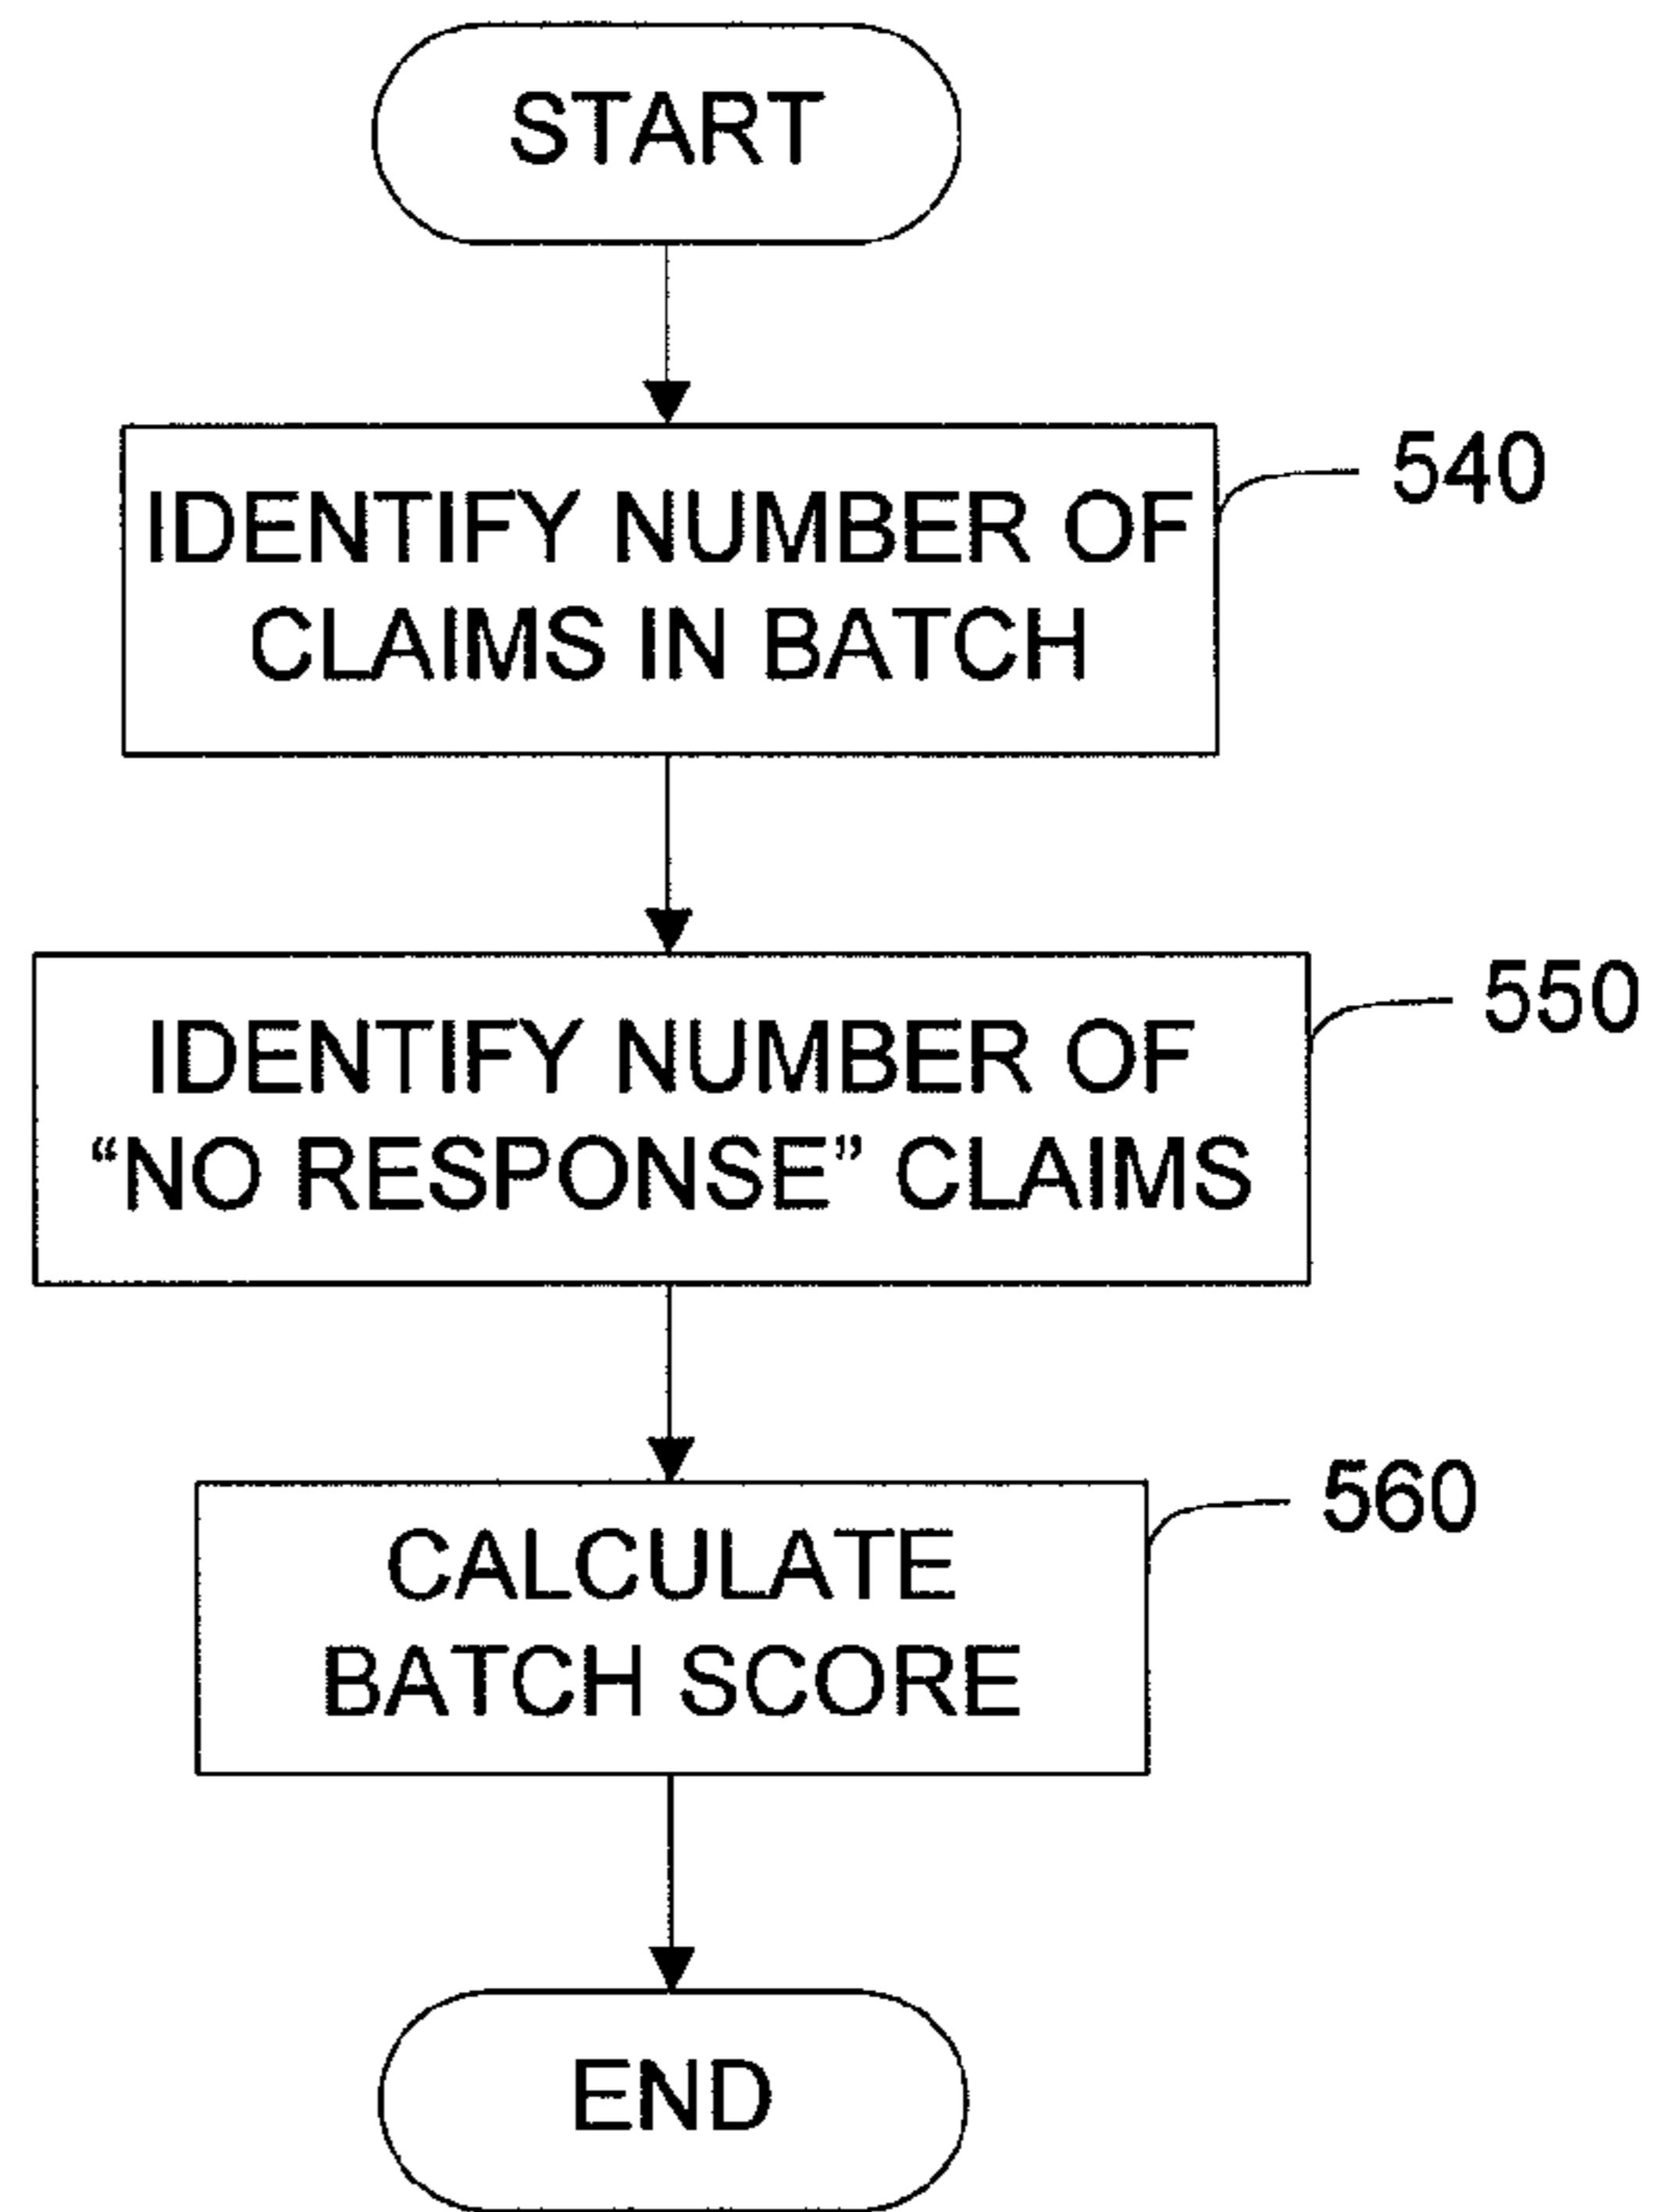 START
IDENTIFY NUMBER OF
CLAIMS IN BATCH
540
IDENTIFY NUMBER OF
“NO RESPONSE” CLAIMS
550
CALCULATE
BATCH SCORE
560
END